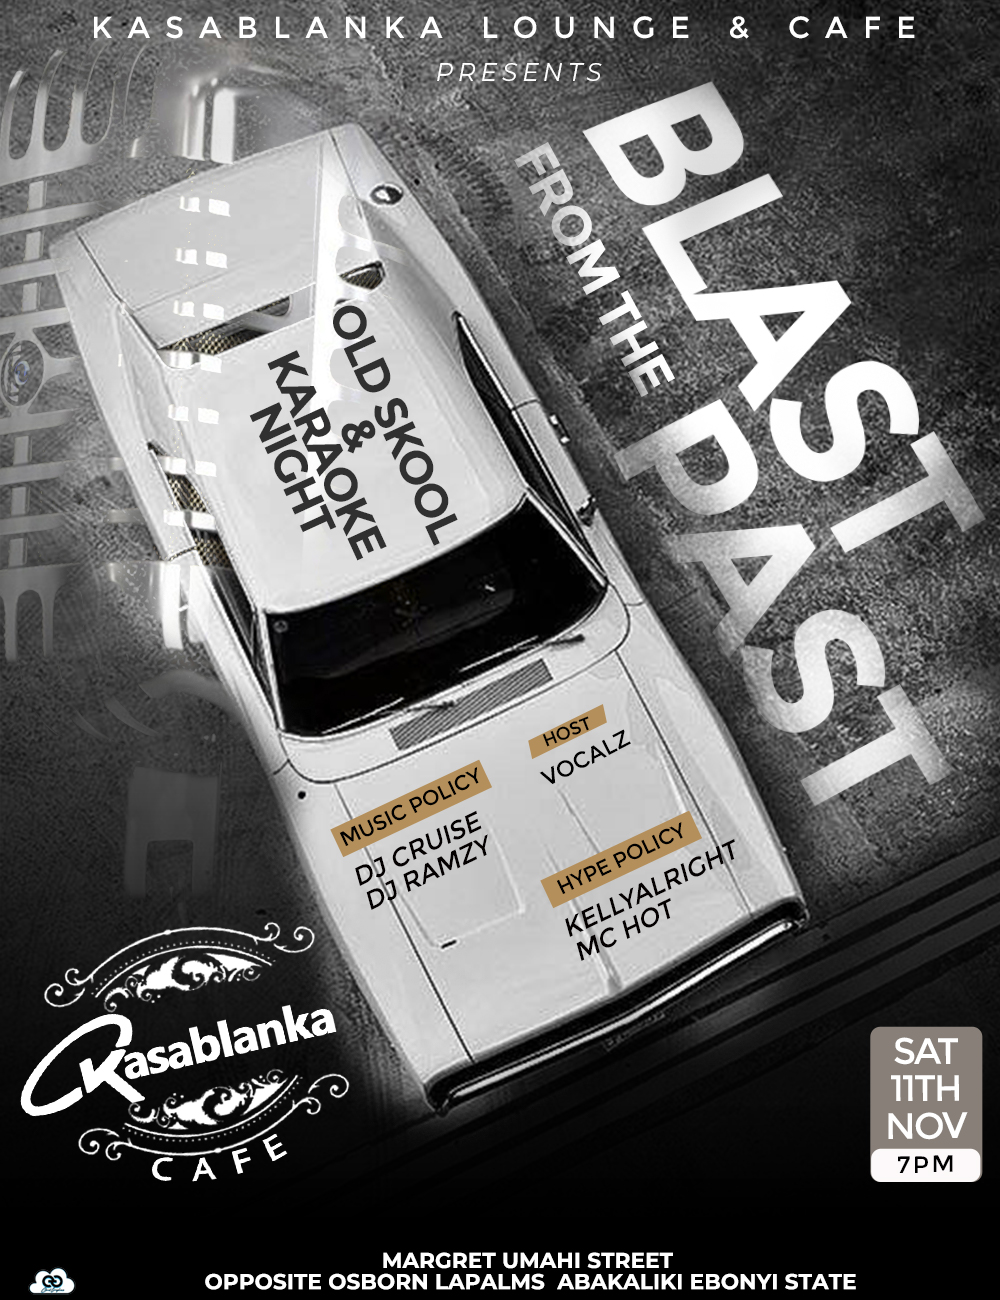 KASABLANKA LOUNGE & CAFE
PRESENTS
BLAST
FROM THE
PAST
OLD SKOOL
&
KARAOKE
NIGHT
HOST
VOCALZ
MUSIC POLICY
DJ CRUISE
DJ RAMZY
HYPE POLICY
KELLYALRIGHT
MC HOT
Kasablanka
CAFE
SAT
11TH
NOV
7PM
MARGRET UMAHI STREET
OPPOSITE OSBORN LAPALMS ABAKALIKI EBONYI STATE